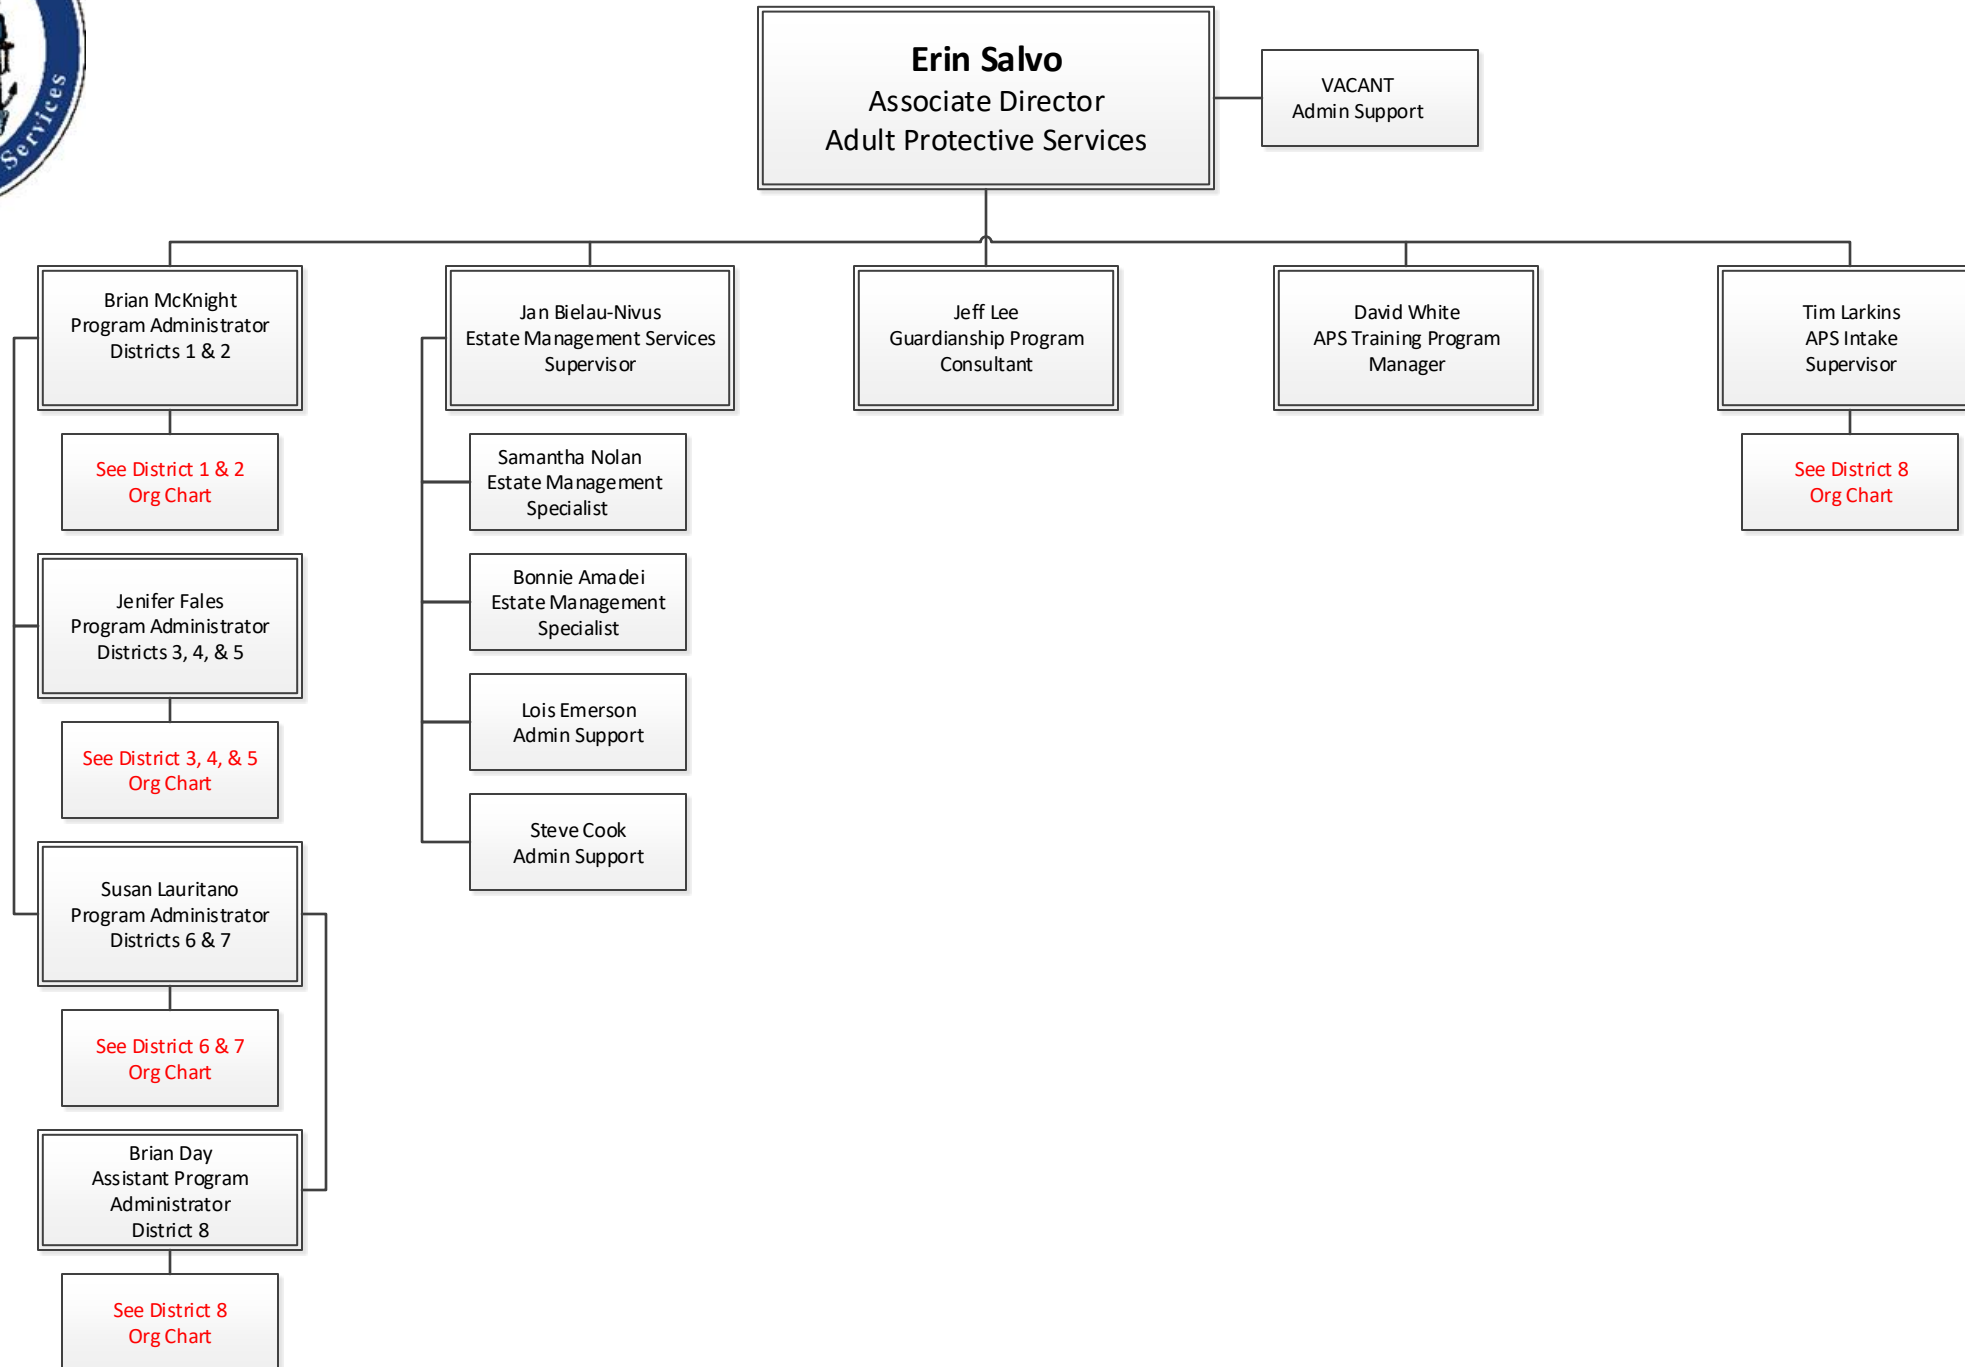 Services
Erin Salvo
Associate Director
Adult Protective Services
VACANT
Admin Support
Brian McKnight
Program Administrator
Districts 1 & 2
See District 1 & 2
Org Chart
Jenifer Fales
Program Administrator
Districts 3, 4, & 5
See District 3, 4, & 5
Org Chart
Susan Lauritano
Program Administrator
Districts 6 & 7
See District 6 & 7
Org Chart
Brian Day
Assistant Program
Administrator
District 8
See District 8
Org Chart
Jan Bielau-Nivus
Estate Management Services
Supervisor
Samantha Nolan
Estate Management
Specialist
Bonnie Amadei
Estate Management
Specialist
Lois Emerson
Admin Support
Steve Cook
Admin Support
Jeff Lee
Guardianship Program
Consultant
David White
APS Training Program
Manager
Tim Larkins
APS Intake
Supervisor
See District 8
Org Chart